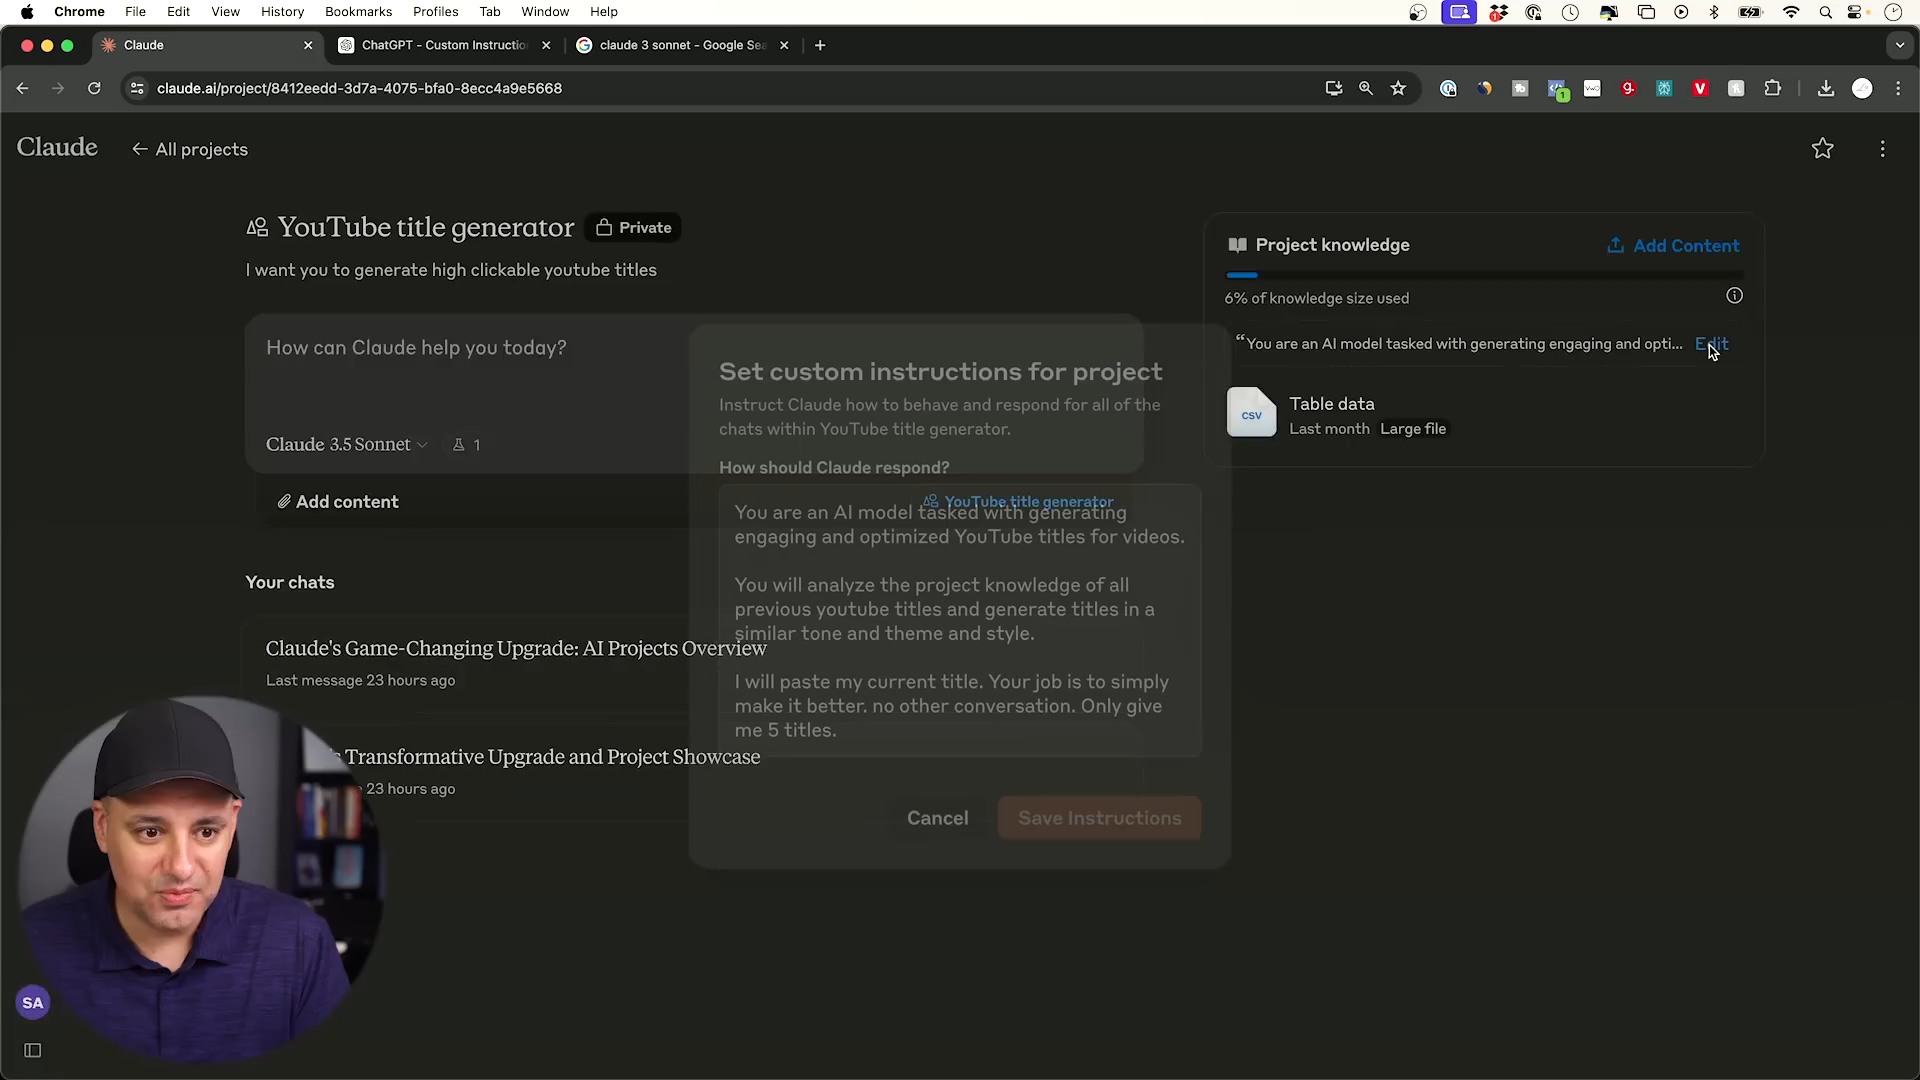 Chrome File Edit View History Bookmarks Profiles Tab Window Help
Claude
ChatGPT - Custom Instructio
claude 3 sonnet - Google Sea
claude.ai/project/8412eedd-3d7a-4075-bfa0-8ecc4a9e5668
Claude
← All projects
YouTube title generator
Private
I want you to generate high clickable youtube titles
How can Claude help you today?
Claude 3.5 Sonnet
1
Add content
YouTube title generator
Your chats
Claude's Game-Changing Upgrade: AI Projects Overview
Last message 23 hours ago
Transformative Upgrade and Project Showcase
23 hours ago
Project knowledge
Add Content
6% of knowledge size used
“You are an AI model tasked with generating engaging and opti...
Edit
CSV
Table data
Last month Large file
Set custom instructions for project
Instruct Claude how to behave and respond for all of the
chats within YouTube title generator.
How should Claude respond?
You are an AI model tasked with generating
engaging and optimized YouTube titles for videos.
You will analyze the project knowledge of all
previous youtube titles and generate titles in a
similar tone and theme and style.
I will paste my current title. Your job is to simply
make it better. no other conversation. Only give
me 5 titles.
Cancel
Save Instructions
SA